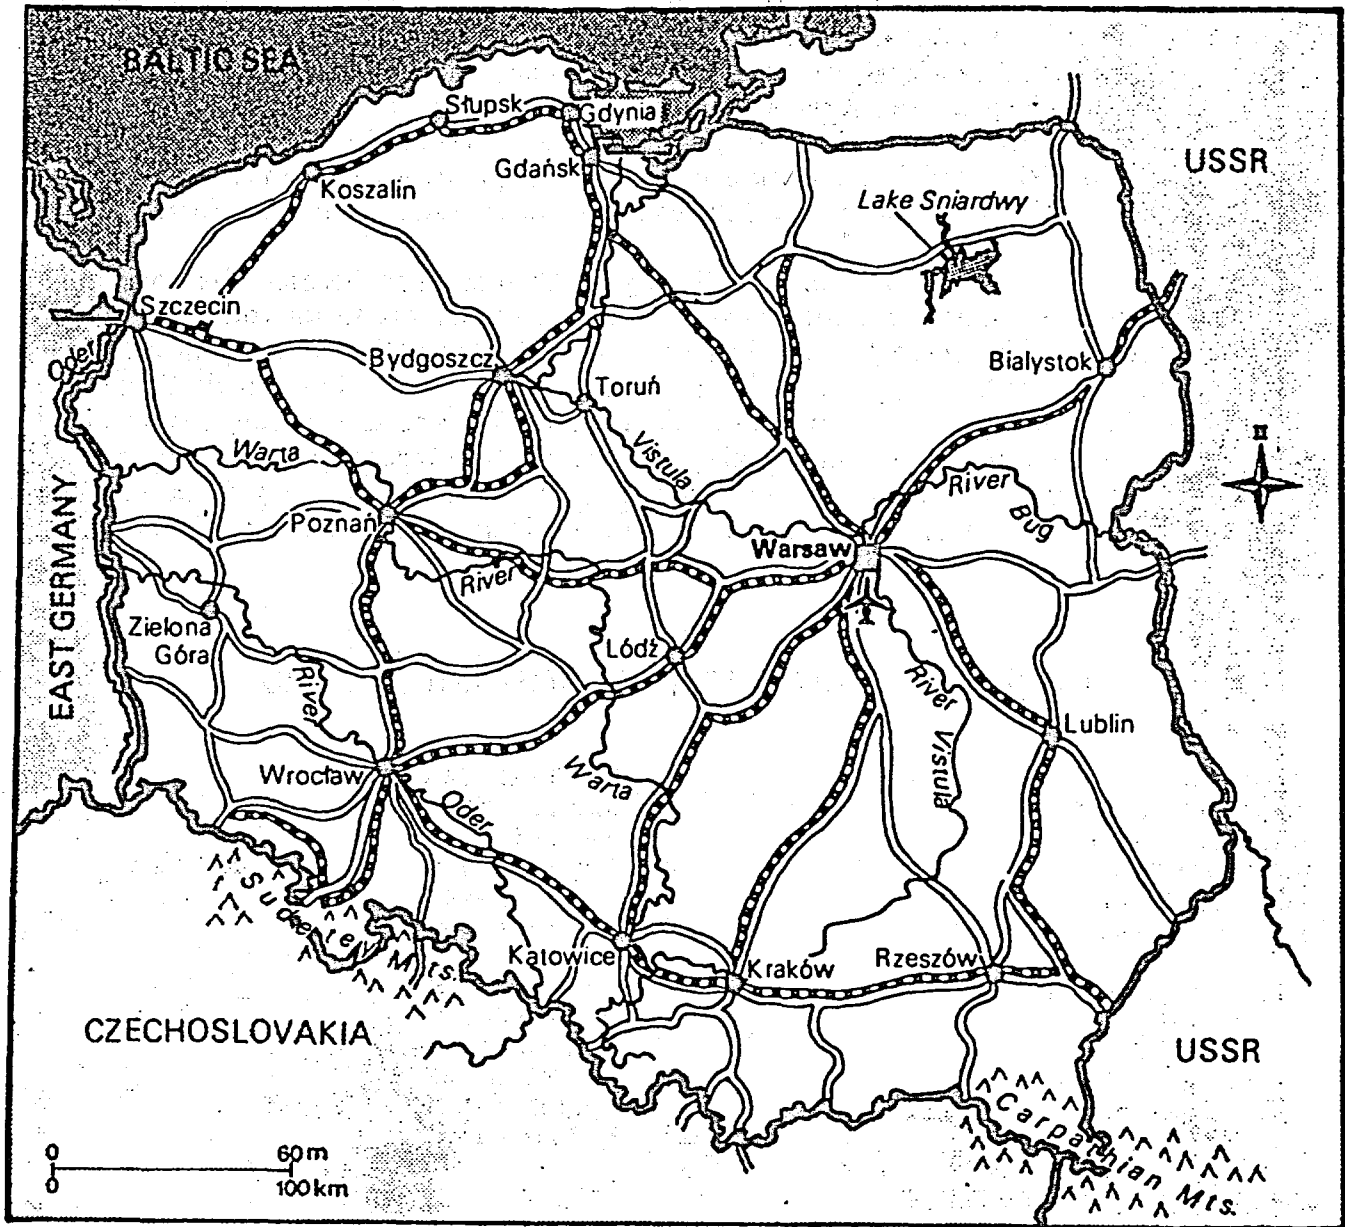 BALTIC SEA
Słupsk
Gdynia
USSR
Gdańsk
Koszalin
Lake Sniardwy
Szczecin
Oder
Bydgoszcz
Toruń
Bialystok
Warta
Vistula
River
Bug
EAST GERMANY
Poznań
Warsaw
River
Zielona
Góra
Łódź
River
River
Vistula
Lublin
Wrocław
Oder
Warta
Sudetey Mts.
Katowice
Kraków
Rzeszów
CZECHOSLOVAKIA
USSR
Carpathian Mts.
0 60m
0 100km